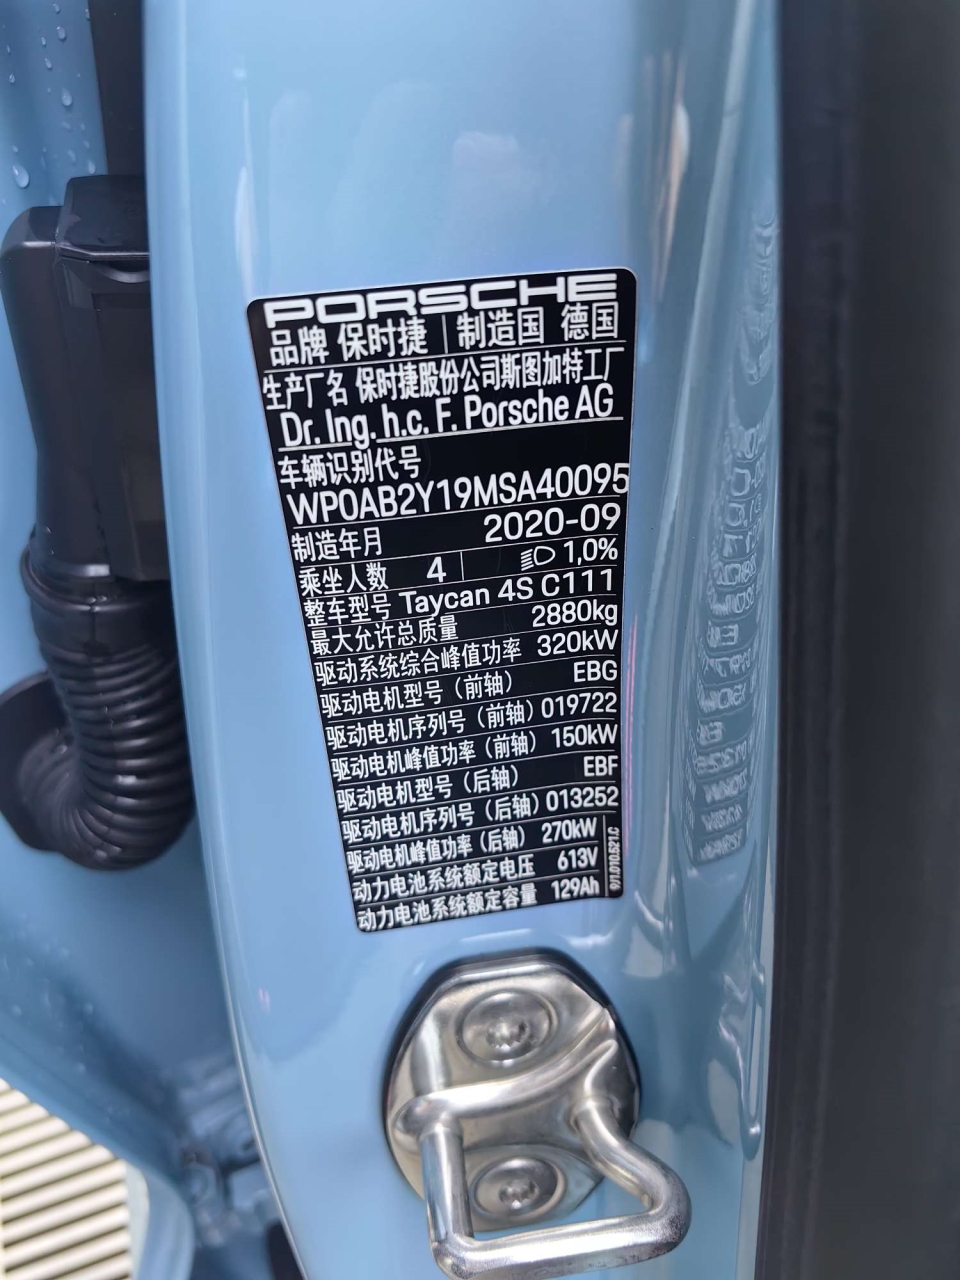 PORSCHE
品牌 保时捷 | 制造国 德国
生产厂名 保时捷股份公司斯图加特工厂
Dr. Ing. h.c. F. Porsche AG
车辆识别代号
WP0AB2Y19MSA40095
制造年月 2020-09
乘坐人数 4 1,0%
整车型号 Taycan 4S C111
最大允许总质量 2880kg
驱动系统综合峰值功率 320kW
驱动电机型号（前轴） EBG
驱动电机序列号（前轴）019722
驱动电机峰值功率（前轴） 150kW
驱动电机型号（后轴） EBF
驱动电机序列号（后轴）013252
驱动电机峰值功率（后轴） 270kW
动力电池系统额定电压 613V
动力电池系统额定容量 129Ah
9J1.010.521.C